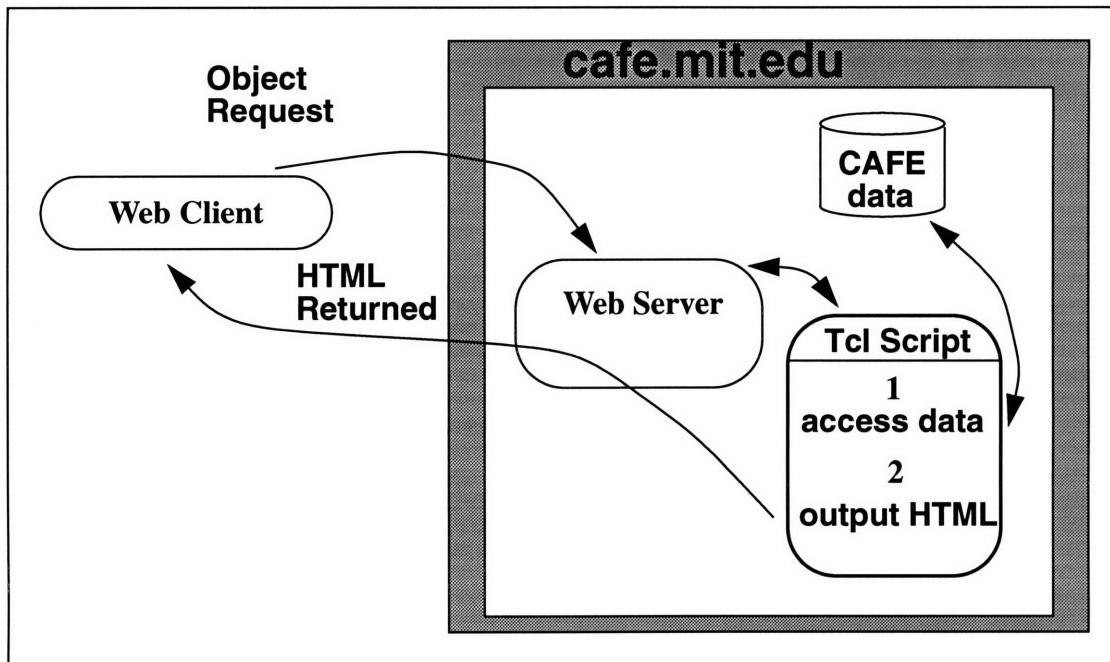 cafe.mit.edu
Object
Request
CAFE
data
Web Client
HTML
Returned
Web Server
Tcl Script
1
access data
2
output HTML